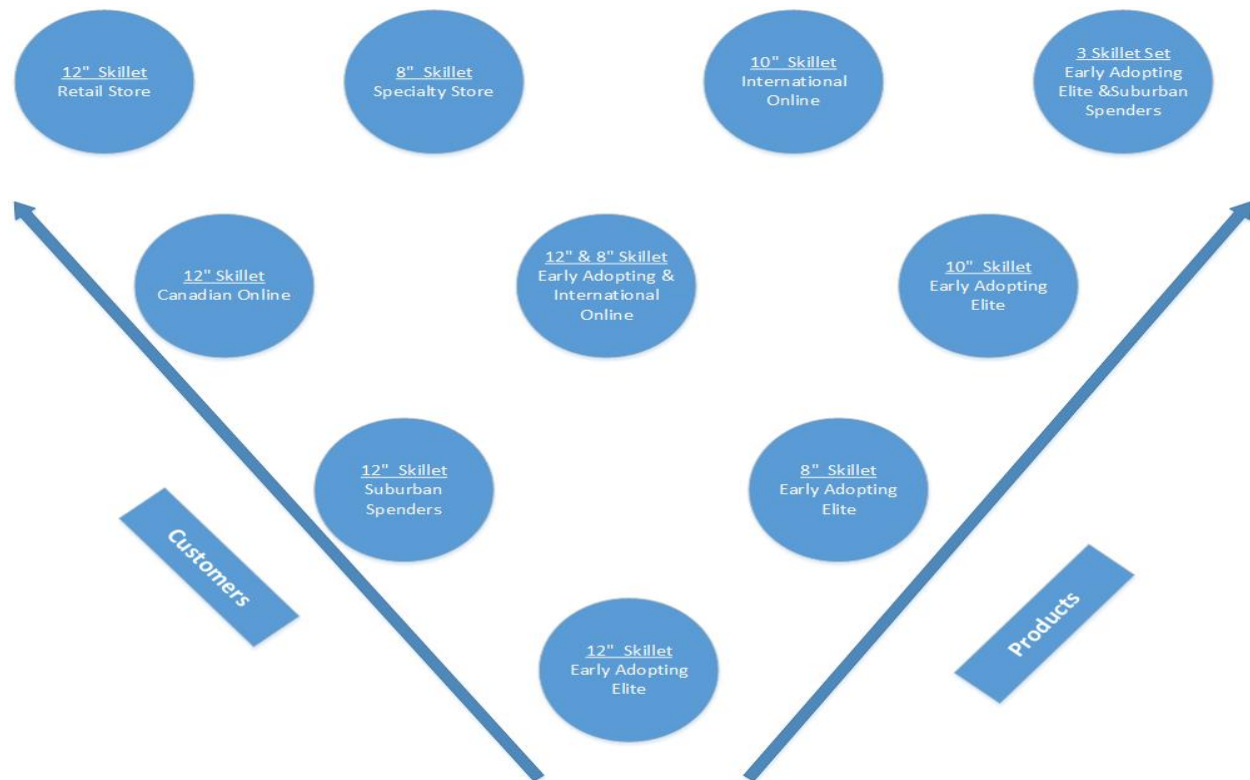 12" Skillet
Retail Store
8" Skillet
Specialty Store
10" Skillet
International
Online
3 Skillet Set
Early Adopting
Elite &Suburban
Spenders
12" Skillet
Canadian Online
12" & 8" Skillet
Early Adopting &
International
Online
10" Skillet
Early Adopting
Elite
12" Skillet
Suburban
Spenders
8" Skillet
Early Adopting
Elite
Customers
Products
12" Skillet
Early Adopting
Elite